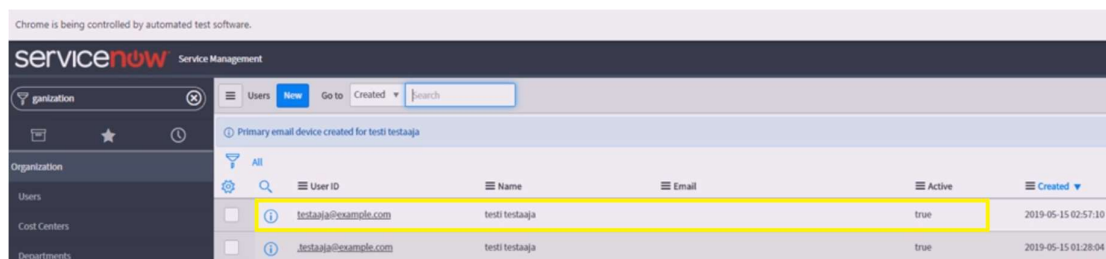 Chrome is being controlled by automated test software.
servicenow Service Management
ganization
Users New Go to Created Search
Primary email device created for testi testaaja
All
Organization
User ID Name Email Active Created
Users
testaaja@example.com testi testaaja true 2019-05-15 02:57:10
Cost Centers
.testaaja@example.com testi testaaja true 2019-05-15 01:28:04
Departments